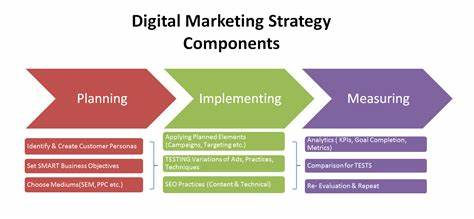 Digital Marketing Strategy
Components
Planning
Implementing
Measuring
Identify & Create Customer Personas
Set SMART Business Objectives
Choose Mediums(SEM, PPC etc.)
Applying Planned Elements
(Campaigns, Targeting etc.)
TESTING Variations of Ads, Practices,
Techniques
SEO Practices (Content & Technical)
Analytics ( KPIs, Goal Completion,
Metrics)
Comparison for TESTS
Re- Evaluation & Repeat